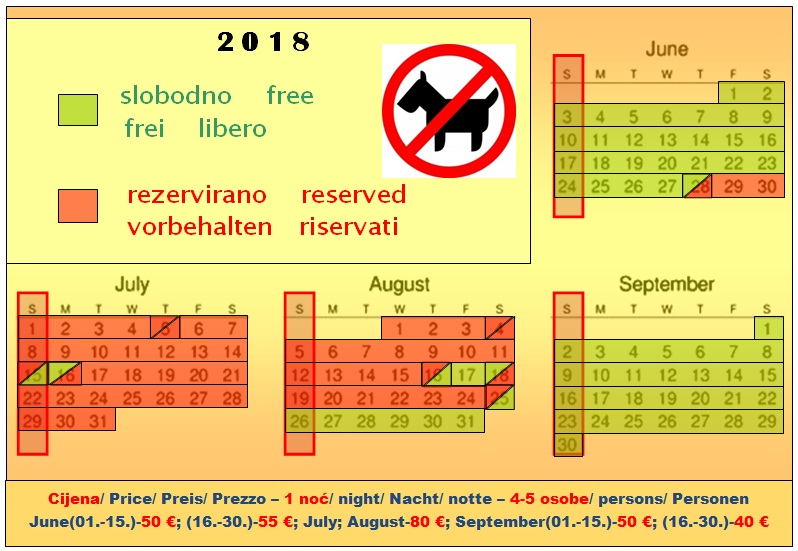 2 0 1 8
slobodno free
frei libero
rezervirano reserved
vorbehalten riservati
June
S M T W T F S
1 2
3 4 5 6 7 8 9
10 11 12 13 14 15 16
17 18 19 20 21 22 23
24 25 26 27 28 29 30
July
S M T W T F S
1 2 3 4 5 6 7
8 9 10 11 12 13 14
15 16 17 18 19 20 21
22 23 24 25 26 27 28
29 30 31
August
S M T W T F S
1 2 3 4
5 6 7 8 9 10 11
12 13 14 15 16 17 18
19 20 21 22 23 24 25
26 27 28 29 30 31
September
S M T W T F S
1
2 3 4 5 6 7 8
9 10 11 12 13 14 15
16 17 18 19 20 21 22
23 24 25 26 27 28 29
30
Cijena/ Price/ Preis/ Prezzo – 1 noć/ night/ Nacht/ notte – 4-5 osobe/ persons/ Personen
June(01.-15.)-50 €; (16.-30.)-55 €; July; August-80 €; September(01.-15.)-50 €; (16.-30.)-40 €